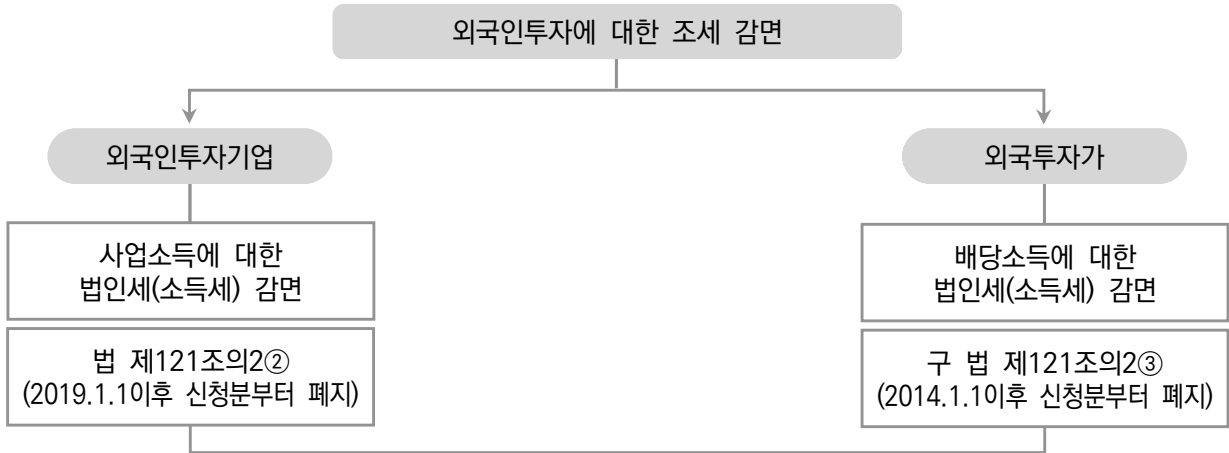 외국인투자에 대한 조세 감면
외국인투자기업
외국투자가
사업소득에 대한
법인세(소득세) 감면
배당소득에 대한
법인세(소득세) 감면
법 제121조의2②
(2019.1.1이후 신청분부터 폐지)
구 법 제121조의2③
(2014.1.1이후 신청분부터 폐지)